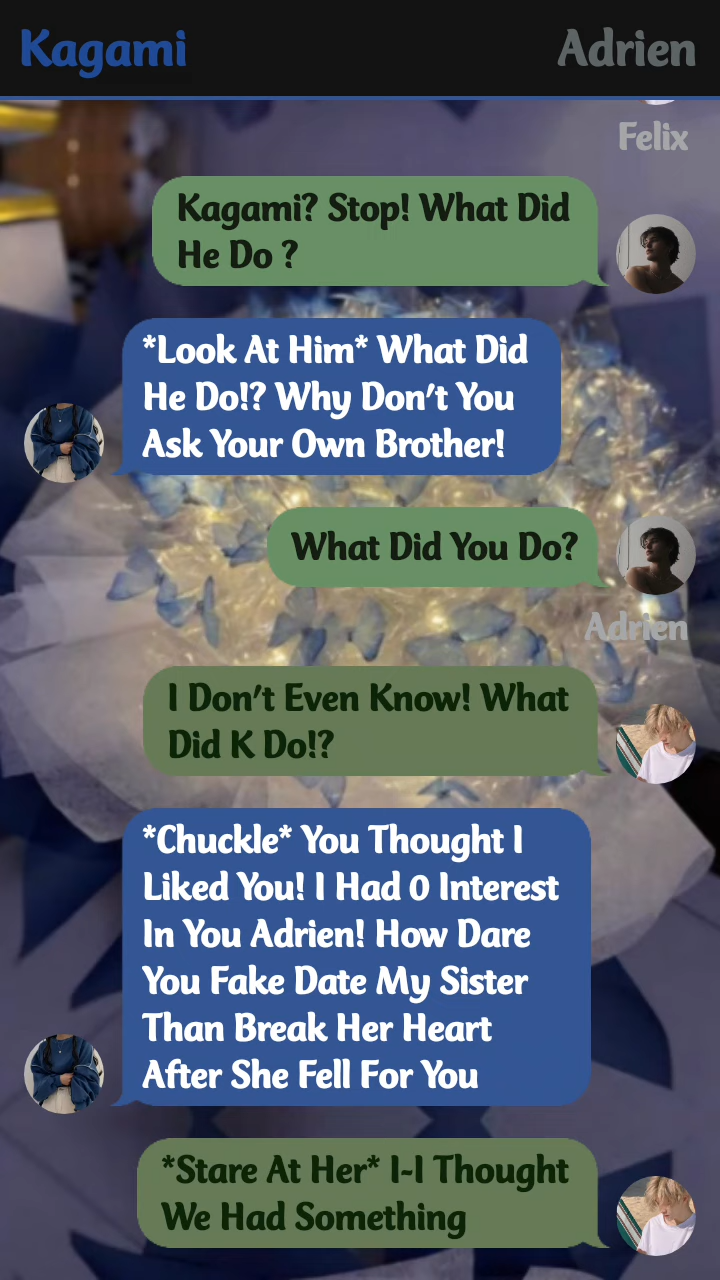 Kagami
Adrien
Felix
Kagami? Stop! What Did
He Do ?
*Look At Him* What Did
He Do!? Why Don't You
Ask Your Own Brother!
What Did You Do?
Adrien
I Don't Even Know! What
Did K Do!?
*Chuckle* You Thought I
Liked You! I Had 0 Interest
In You Adrien! How Dare
You Fake Date My Sister
Than Break Her Heart
After She Fell For You
*Stare At Her* I-I Thought
We Had Something